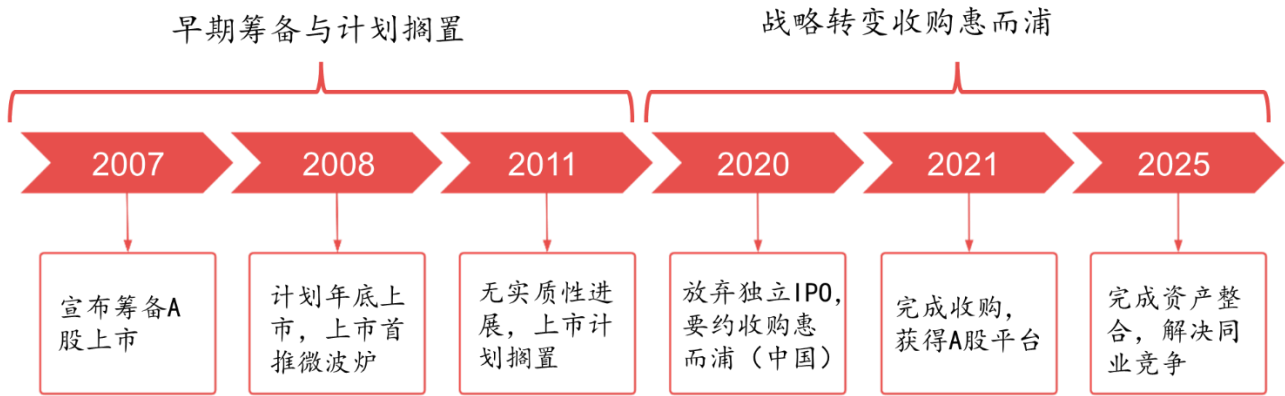 早期筹备与计划搁置
战略转变收购惠而浦
2007
2008
2011
2020
2021
2025
宣布筹备A
股上市
计划年底上
市，上市首
推微波炉
无实质性进
展，上市计
划搁置
放弃独立IPO，
要约收购惠
而浦（中国）
完成收购，
获得A股平台
完成资产整
合，解决同
业竞争